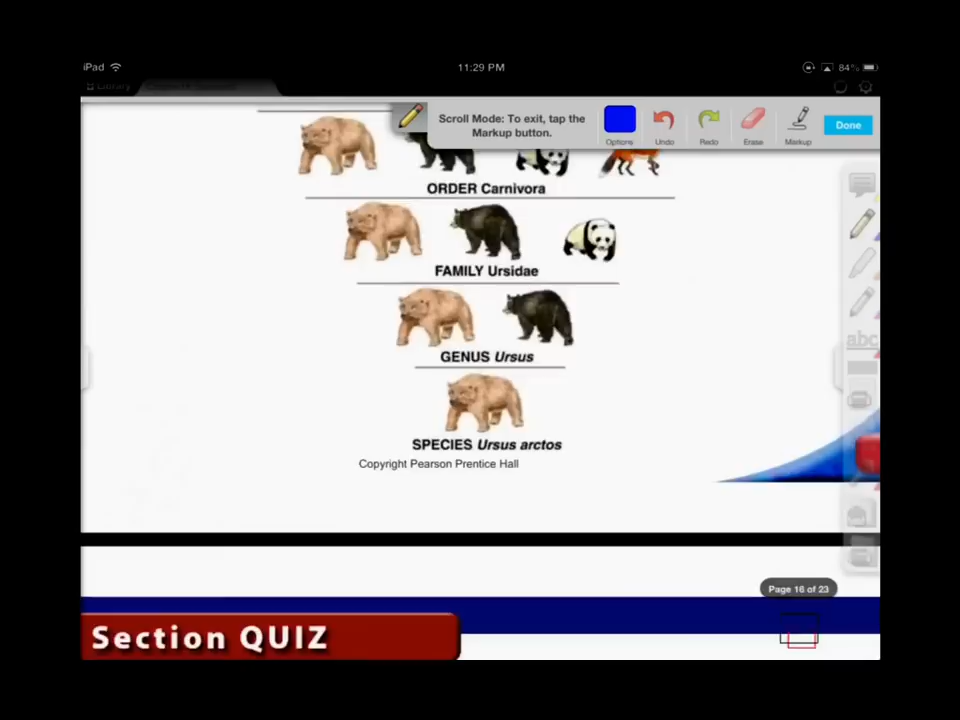 iPad 11:29 PM 84%
Library
Scroll Mode: To exit, tap the
Markup button.
Options Undo Redo Erase Markup Done
ORDER Carnivora
FAMILY Ursidae
GENUS Ursus
abc
SPECIES Ursus arctos
Copyright Pearson Prentice Hall
Page 16 of 23
Section QUIZ